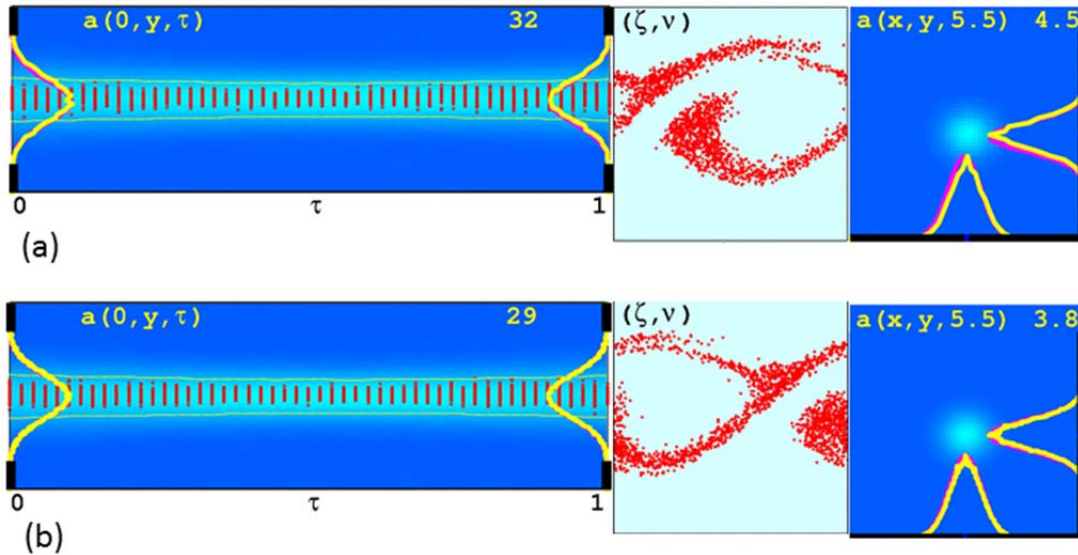 a(0,y,τ) 32
(ζ,ν)
a(x,y,5.5) 4.5
0 τ 1
(a)
a(0,y,τ) 29
(ζ,ν)
a(x,y,5.5) 3.8
0 τ 1
(b)